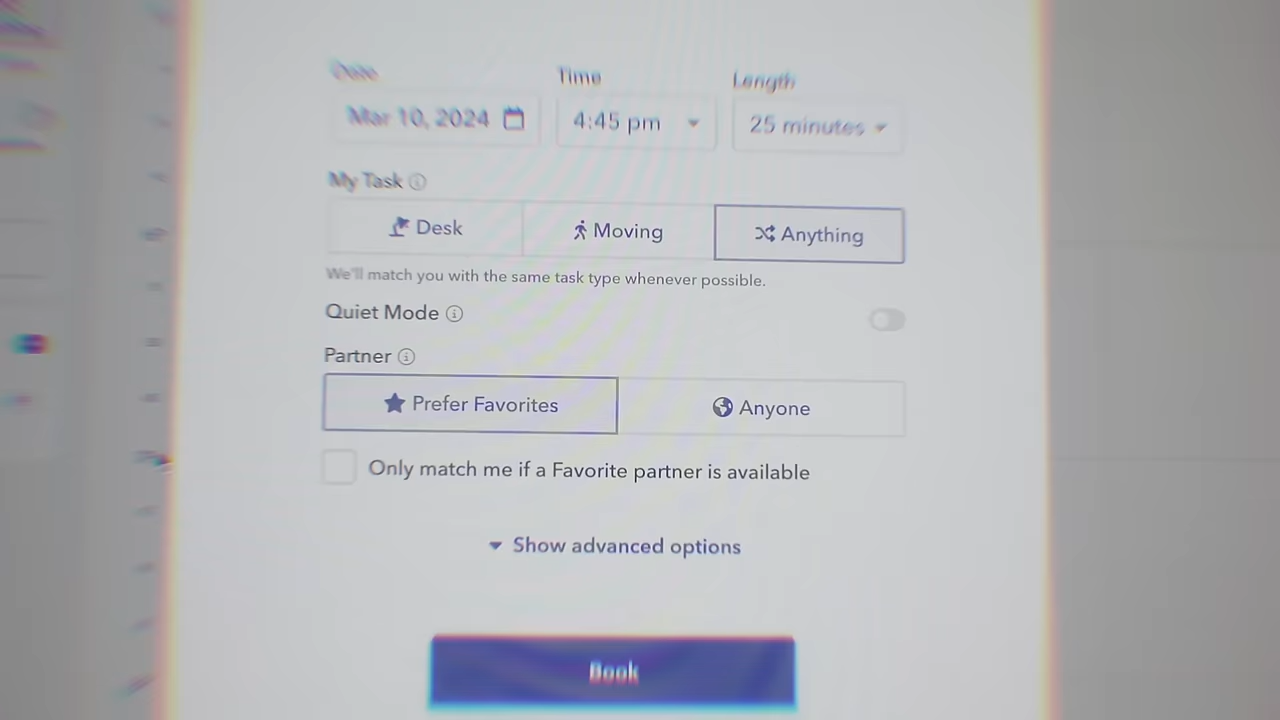 Date Time Length
Mar 10, 2024 4:45 pm 25 minutes
My Task
Desk Moving Anything
We'll match you with the same task type whenever possible.
Quiet Mode
Partner
Prefer Favorites Anyone
Only match me if a Favorite partner is available
Show advanced options
Book